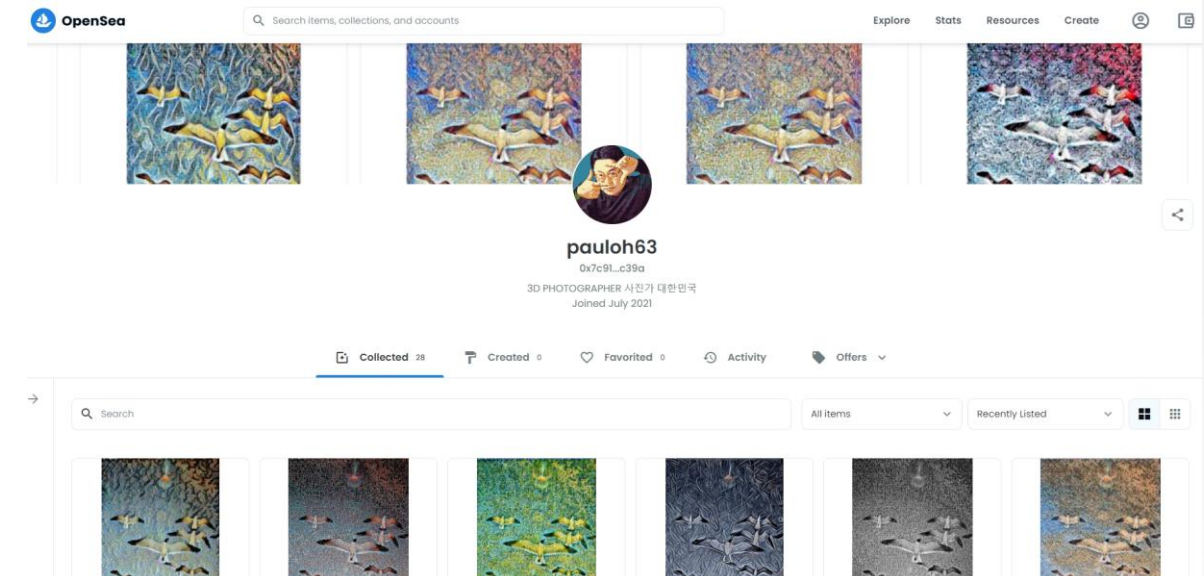 OpenSea
Search items, collections, and accounts
Explore Stats Resources Create
pauloh63
0x7c91...c39a
3D PHOTOGRAPHER 사진가 대한민국
Joined July 2021
Collected 28 Created 0 Favorited 0 Activity Offers
Search
All items
Recently Listed